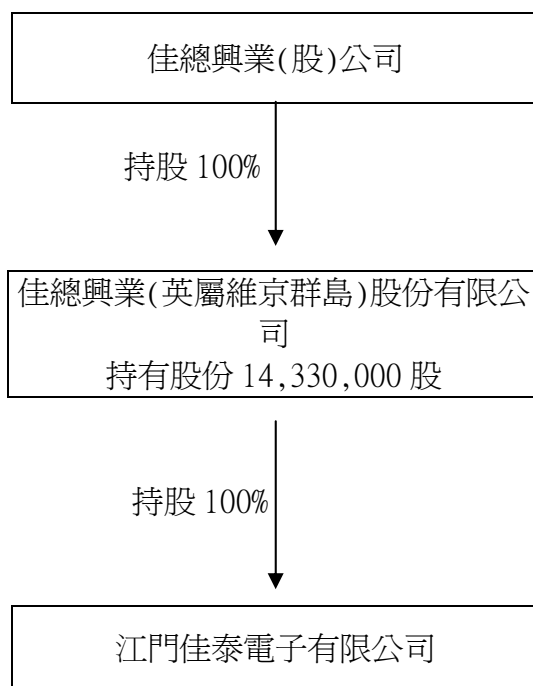 佳總興業(股)公司
持股 100%
佳總興業(英屬維京群島)股份有限公
司
持有股份 14,330,000 股
持股 100%
江門佳泰電子有限公司